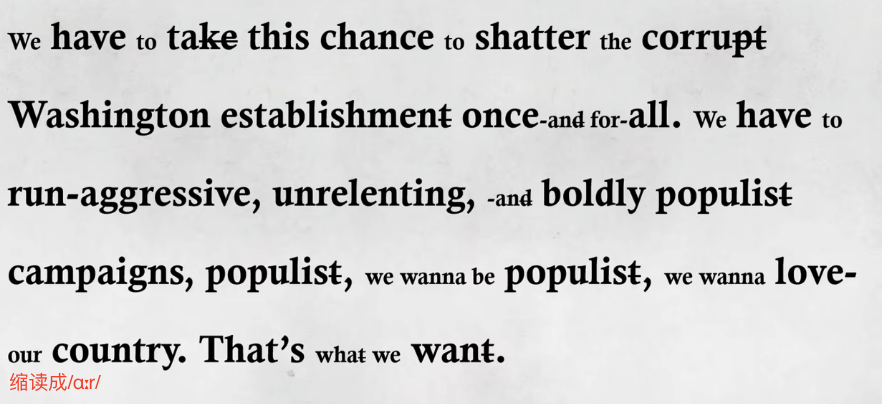 We have to take this chance to shatter the corrupt
Washington establishment once-and for-all. We have to
run-aggressive, unrelenting, -and boldly populist
campaigns, populist, we wanna be populist, we wanna love-
our country. That's what we want.
缩读成/ɑːr/